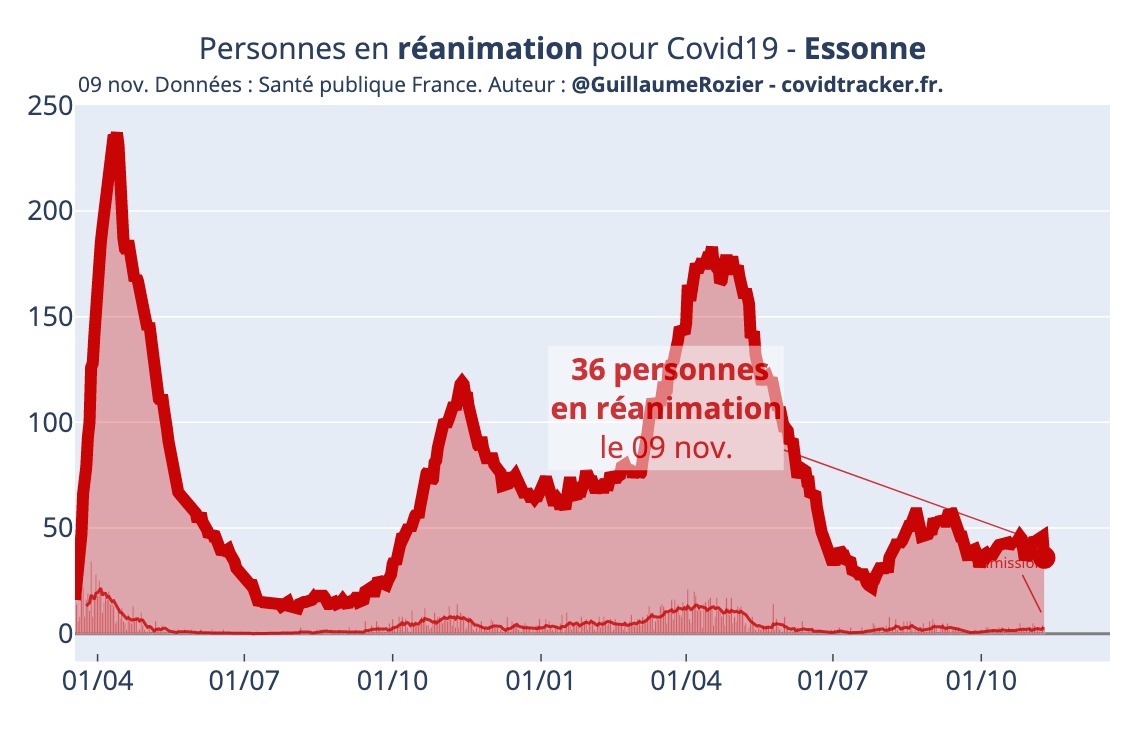 Personnes en réanimation pour Covid19 - Essonne
09 nov. Données : Santé publique France. Auteur : @GuillaumeRozier - covidtracker.fr.
250
200
150
100
50
0
36 personnes
en réanimation
le 09 nov.
01/04
01/07
01/10
01/01
01/04
01/07
01/10